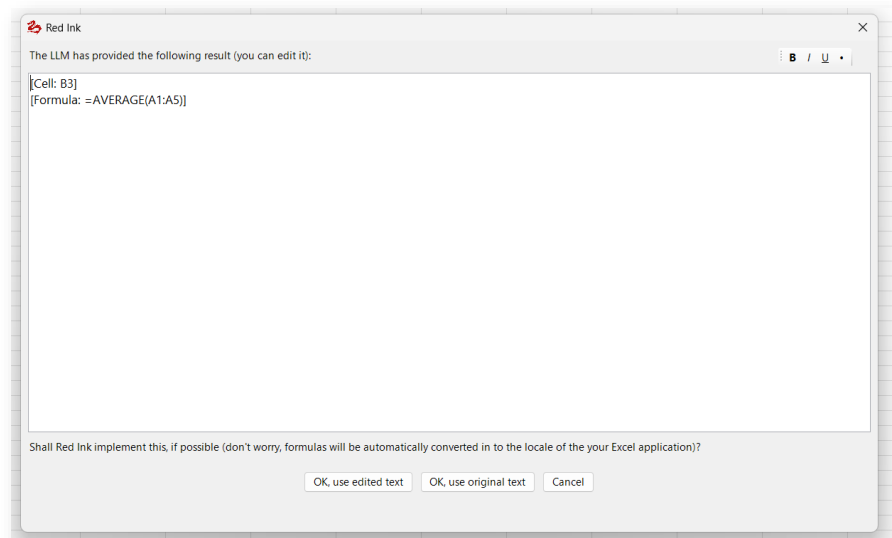 Red Ink
The LLM has provided the following result (you can edit it):
B I U •
[Cell: B3]
[Formula: =AVERAGE(A1:A5)]
Shall Red Ink implement this, if possible (don't worry, formulas will be automatically converted in to the locale of the your Excel application)?
OK, use edited text OK, use original text Cancel